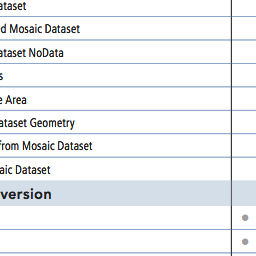 ataset
d Mosaic Dataset
ataset NoData
s
e Area
ataset Geometry
from Mosaic Dataset
aic Dataset
version